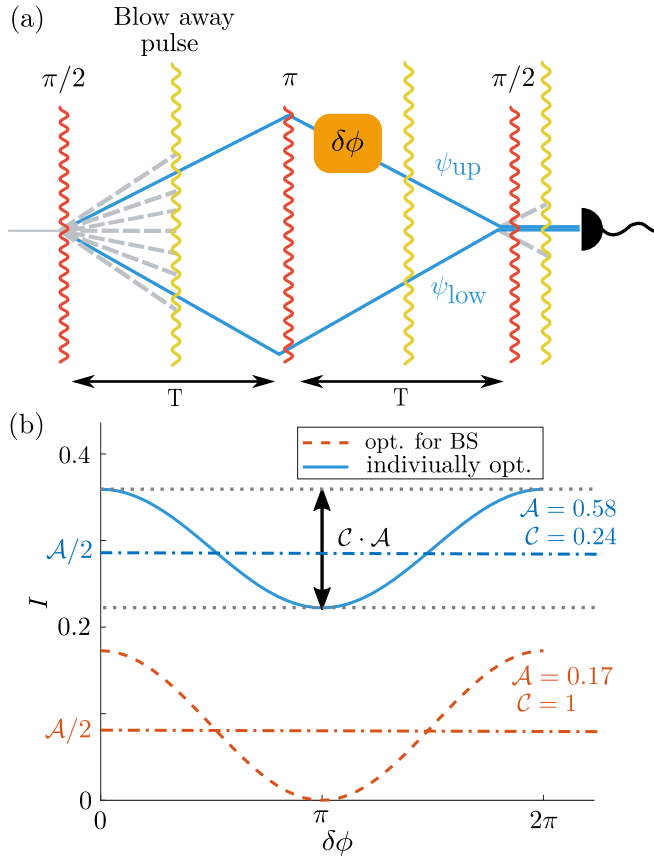 (a)
Blow away
pulse
π/2
π
π/2
δϕ
ψup
ψlow
T
T
(b)
opt. for BS
indiviually opt.
0.4
𝒜 = 0.58
𝒞 = 0.24
𝒞 · 𝒜
𝒜/2
I
0.2
𝒜 = 0.17
𝒞 = 1
𝒜/2
0
0
π
2π
δϕ